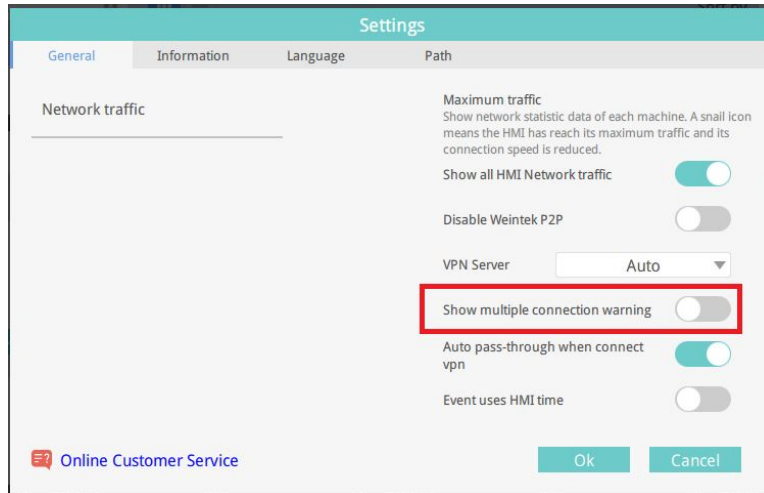 Settings
General Information Language Path
Network traffic
Maximum traffic
Show network statistic data of each machine. A snail icon
means the HMI has reach its maximum traffic and its
connection speed is reduced.
Show all HMI Network traffic
Disable Weintek P2P
VPN Server Auto
Show multiple connection warning
Auto pass-through when connect
vpn
Event uses HMI time
Online Customer Service
Ok Cancel